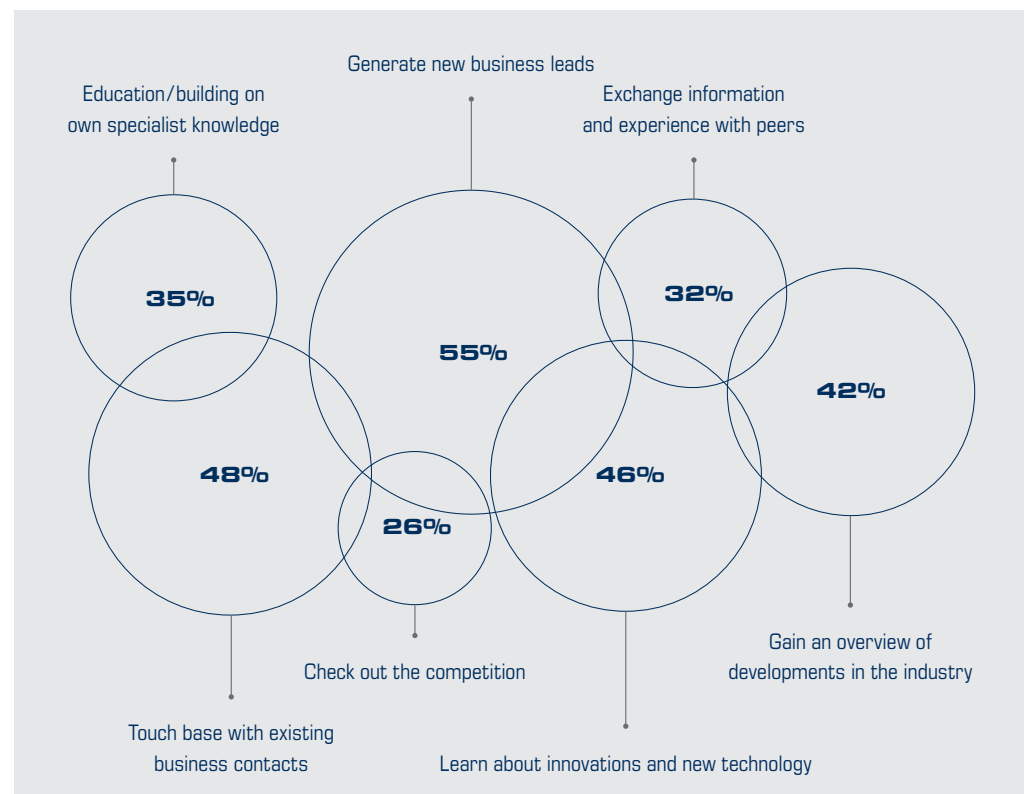 Generate new business leads
Education/building on
own specialist knowledge
Exchange information
and experience with peers
35%
32%
55%
42%
48%
46%
26%
Gain an overview of
developments in the industry
Check out the competition
Touch base with existing
business contacts
Learn about innovations and new technology